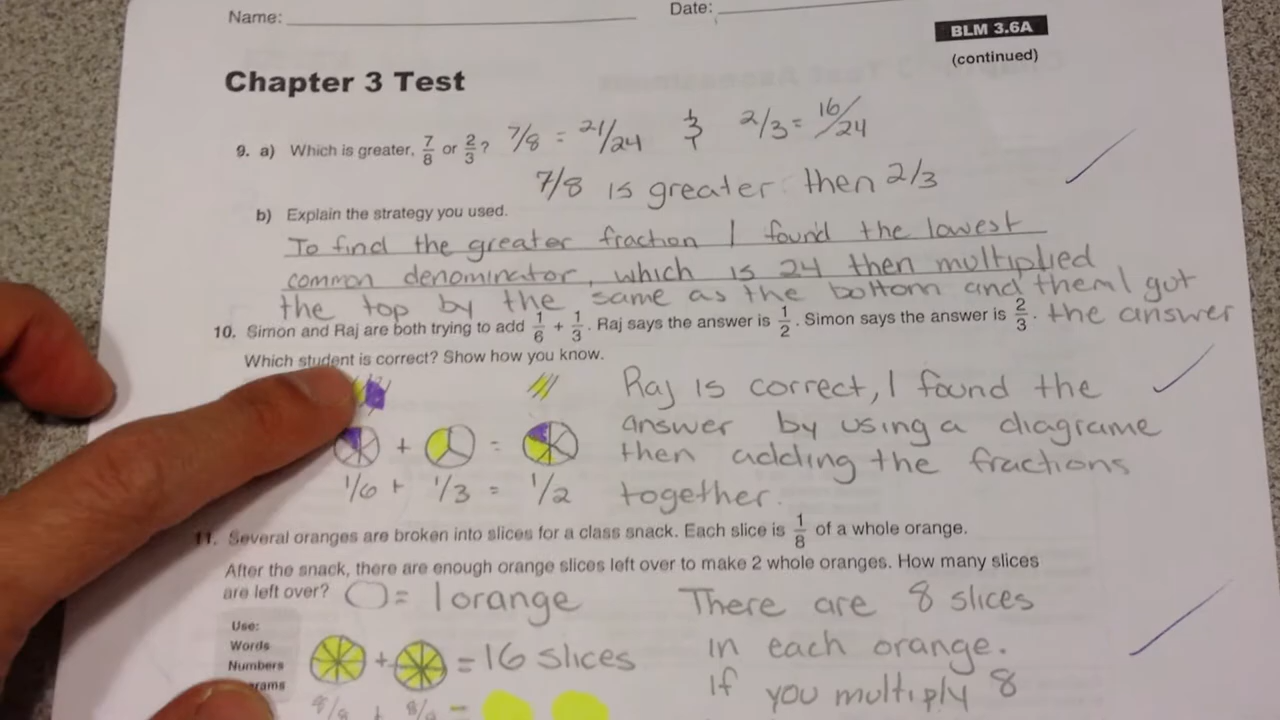 Name: Date:
BLM 3.6A
(continued)
Chapter 3 Test
9. a) Which is greater, 7/8 or 2/3? 7/8 = 21/24 & 2/3 = 16/24
7/8 is greater then 2/3
b) Explain the strategy you used.
To find the greater fraction I found the lowest
common denominator, which is 24 then multiplied
the top by the same as the bottom and them I got
the answer
10. Simon and Raj are both trying to add 1/6 + 1/3. Raj says the answer is 1/2. Simon says the answer is 2/3.
Which student is correct? Show how you know.
Raj is correct, I found the
answer by using a diagrame
then adding the fractions
together.
+ =
1/6 + 1/3 = 1/2
11. Several oranges are broken into slices for a class snack. Each slice is 1/8 of a whole orange.
After the snack, there are enough orange slices left over to make 2 whole oranges. How many slices
are left over? = 1 orange
There are 8 slices
in each orange.
If you multiply 8
Use:
Words
Numbers
+ = 16 slices
8/8 + 8/8 =